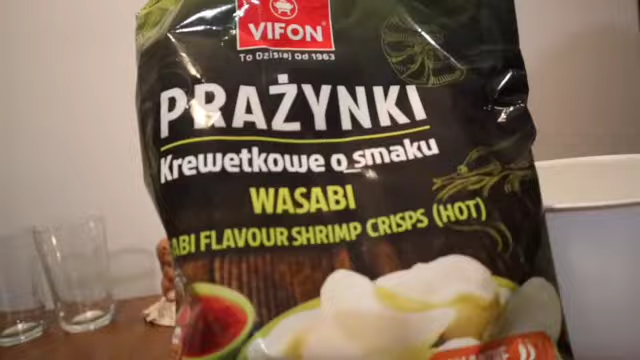 VIFON
To Dzisiaj Od 1963
PRAŻYNKI
Krewetkowe o smaku
WASABI
ABI FLAVOUR SHRIMP CRISPS (HOT)